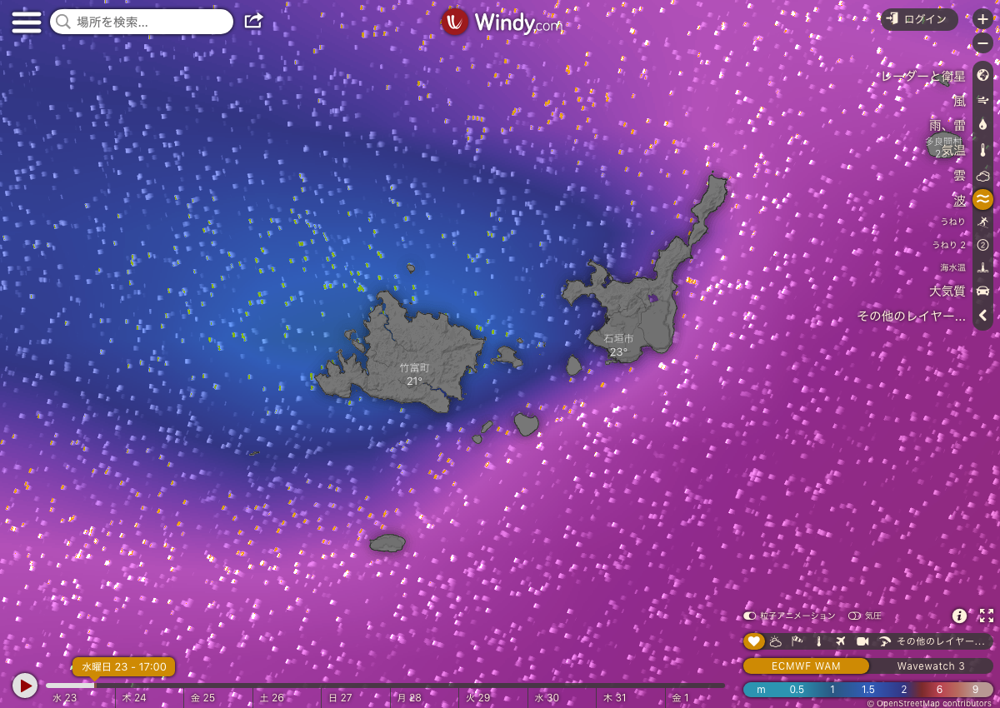 場所を検索...
Windy.com
ログイン
レーダーと衛星
風
雨、雷
多良間村
気温
雲
波
うねり
うねり 2
海水温
大気質
その他のレイヤー...
石垣市
23°
竹富町
21°
粒子アニメーション 気圧
その他のレイヤー...
ECMWF WAM Wavewatch 3
m 0.5 1 1.5 2 6 9
© OpenStreetMap contributors
水曜日 23 - 17:00
水 23 木 24 金 25 土 26 日 27 月 28 火 29 水 30 木 31 金 1